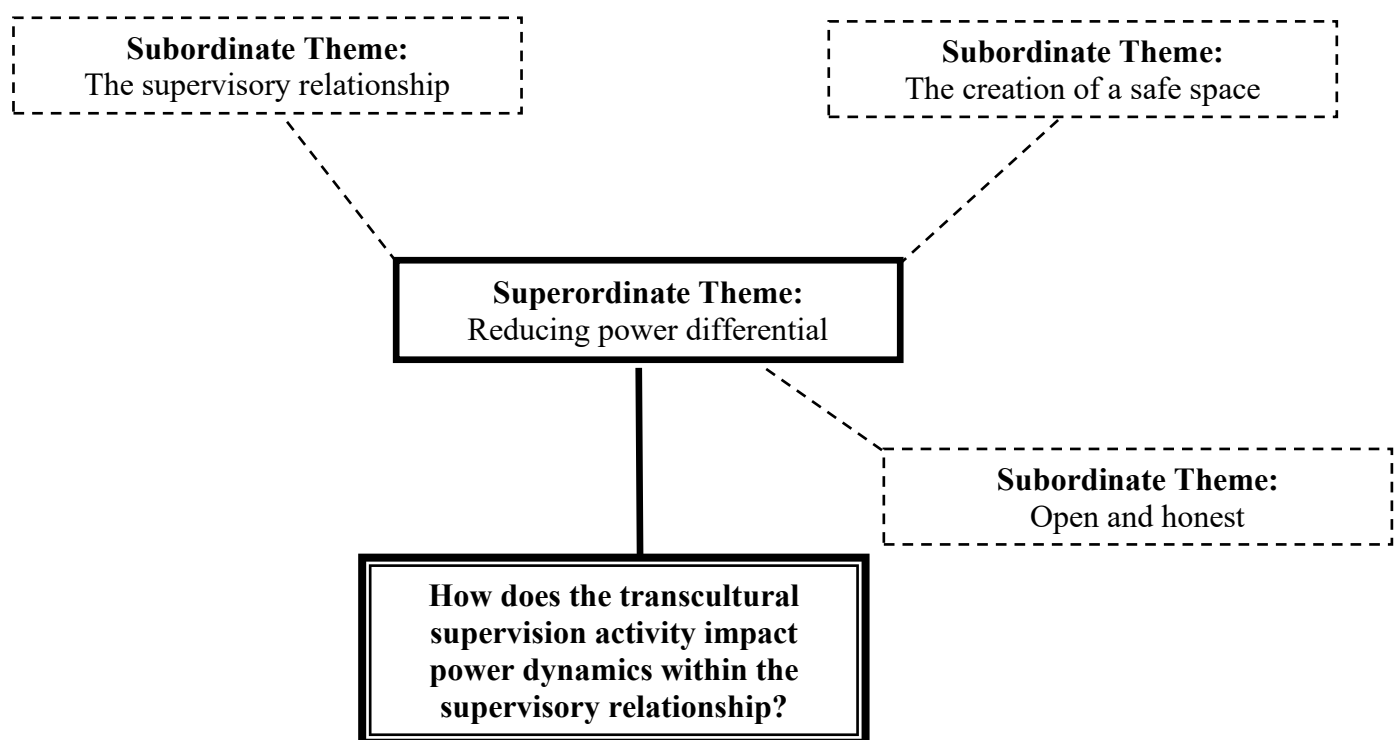 Subordinate Theme:
The supervisory relationship
Subordinate Theme:
The creation of a safe space
Superordinate Theme:
Reducing power differential
Subordinate Theme:
Open and honest
How does the transcultural
supervision activity impact
power dynamics within the
supervisory relationship?